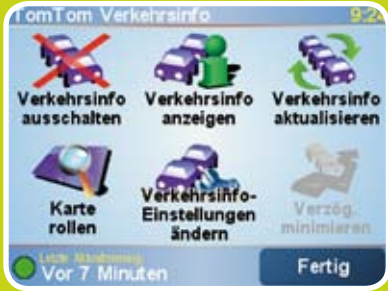 TomTom Verkehrsinfo 9:24
Verkehrsinfo ausschalten
Verkehrsinfo anzeigen
Verkehrsinfo aktualisieren
Karte rollen
Verkehrsinfo-Einstellungen ändern
Verzög. minimieren
Letzte Aktualisierung:
Vor 7 Minuten
Fertig